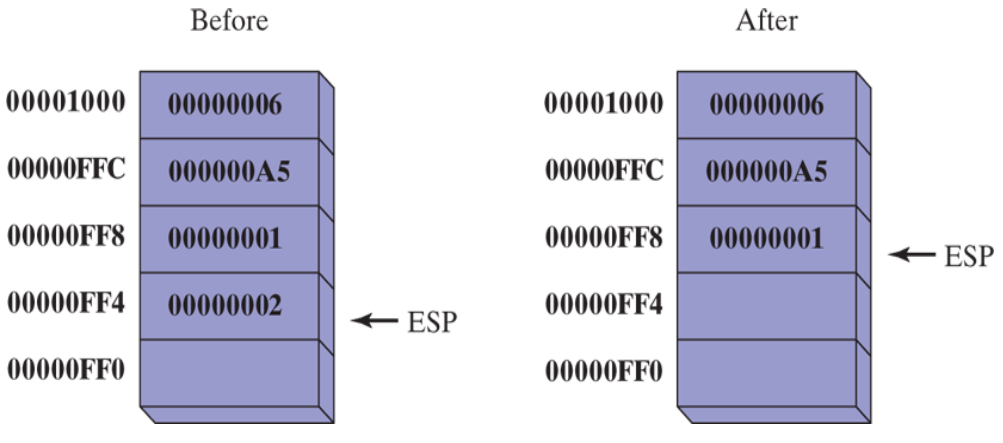 Before After
00001000 00000006 00001000 00000006
00000FFC 000000A5 00000FFC 000000A5
00000FF8 00000001 00000FF8 00000001
ESP
00000FF4 00000002 00000FF4
ESP
00000FF0 00000FF0